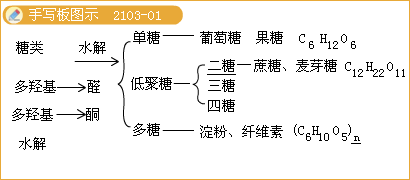 手写板图示 2103-01
单糖——葡萄糖 果糖 C6H12O6
糖类 水解
二糖—蔗糖、麦芽糖 C12H22O11
多羟基→醛 低聚糖 三糖
四糖
多羟基→酮
多糖——淀粉、纤维素 (C6H10O5)n
水解